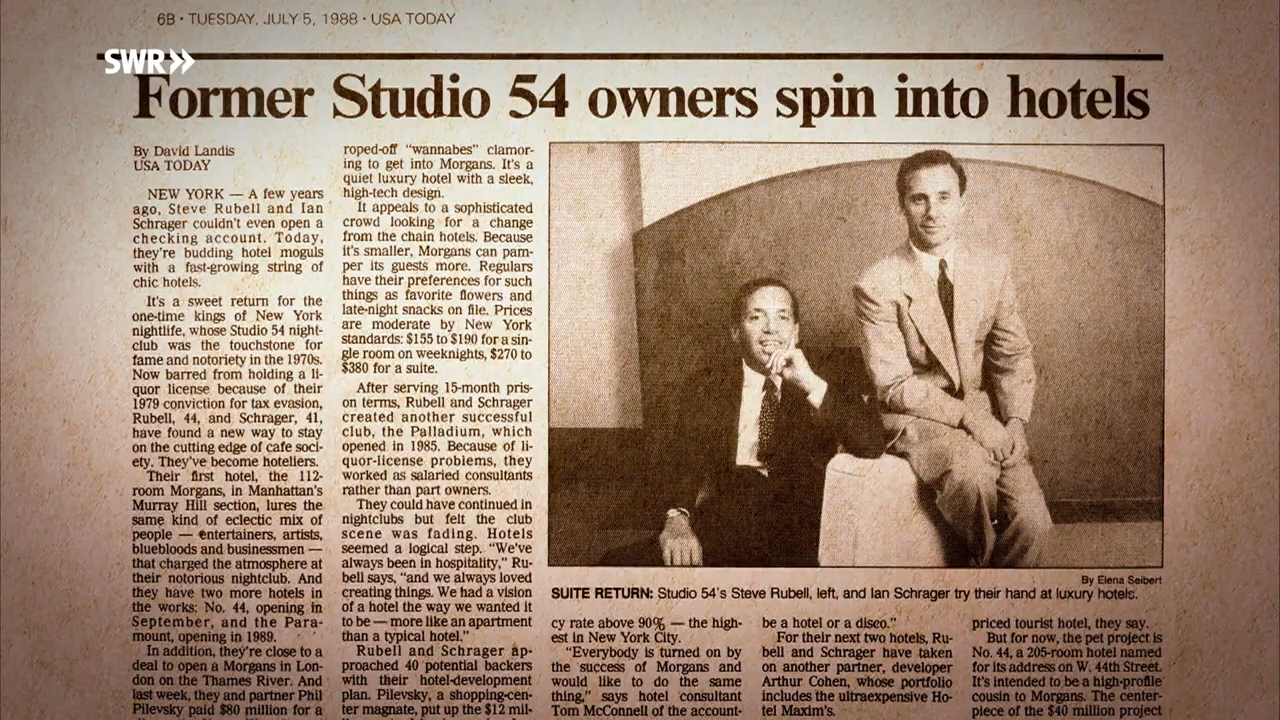 6B • TUESDAY, JULY 5, 1988 • USA TODAY
SWR
Former Studio 54 owners spin into hotels
By David Landis
USA TODAY
NEW YORK — A few years
ago, Steve Rubell and Ian
Schrager couldn't even open a
checking account. Today,
they're budding hotel moguls
with a fast-growing string of
chic hotels.
It's a sweet return for the
one-time kings of New York
nightlife, whose Studio 54 night-
club was the touchstone for
fame and notoriety in the 1970s.
Now barred from holding a li-
quor license because of their
1979 conviction for tax evasion,
Rubell, 44, and Schrager, 41,
have found a new way to stay
on the cutting edge of cafe soci-
ety. They've become hoteliers.
Their first hotel, the 112-
room Morgans, in Manhattan's
Murray Hill section, lures the
same kind of eclectic mix of
people — entertainers, artists,
bluebloods and businessmen —
that charged the atmosphere at
their notorious nightclub. And
they have two more hotels in
the works: No. 44, opening in
September, and the Para-
mount, opening in 1989.
In addition, they're close to a
deal to open a Morgans in Lon-
don on the Thames River. And
last week, they and partner Phil
Pilevsky paid $80 million for a
roped-off "wannabes" clamor-
ing to get into Morgans. It's a
quiet luxury hotel with a sleek,
high-tech design.
It appeals to a sophisticated
crowd looking for a change
from the chain hotels. Because
it's smaller, Morgans can pam-
per its guests more. Regulars
have their preferences for such
things as favorite flowers and
late-night snacks on file. Prices
are moderate by New York
standards: $155 to $190 for a sin-
gle room on weeknights, $270 to
$380 for a suite.
After serving 15-month pris-
on terms, Rubell and Schrager
created another successful
club, the Palladium, which
opened in 1985. Because of li-
quor-license problems, they
worked as salaried consultants
rather than part owners.
They could have continued in
nightclubs but felt the club
scene was fading. Hotels
seemed a logical step. "We've
always been in hospitality," Ru-
bell says, "and we always loved
creating things. We had a vision
of a hotel the way we wanted it
to be — more like an apartment
than a typical hotel."
Rubell and Schrager ap-
proached 40 potential backers
with their hotel-development
plan. Pilevsky, a shopping-cen-
ter magnate, put up the $12 mil-
By Elena Seibert
SUITE RETURN: Studio 54's Steve Rubell, left, and Ian Schrager try their hand at luxury hotels.
cy rate above 90% — the high-
est in New York City.
"Everybody is turned on by
the success of Morgans and
would like to do the same
thing," says hotel consultant
Tom McConnell of the account-
be a hotel or a disco."
For their next two hotels, Ru-
bell and Schrager have taken
on another partner, developer
Arthur Cohen, whose portfolio
includes the ultraexpensive Ho-
tel Maxim's.
priced tourist hotel, they say.
But for now, the pet project is
No. 44, a 205-room hotel named
for its address on W. 44th Street.
It's intended to be a high-profile
cousin to Morgans. The center-
piece of the $40 million project